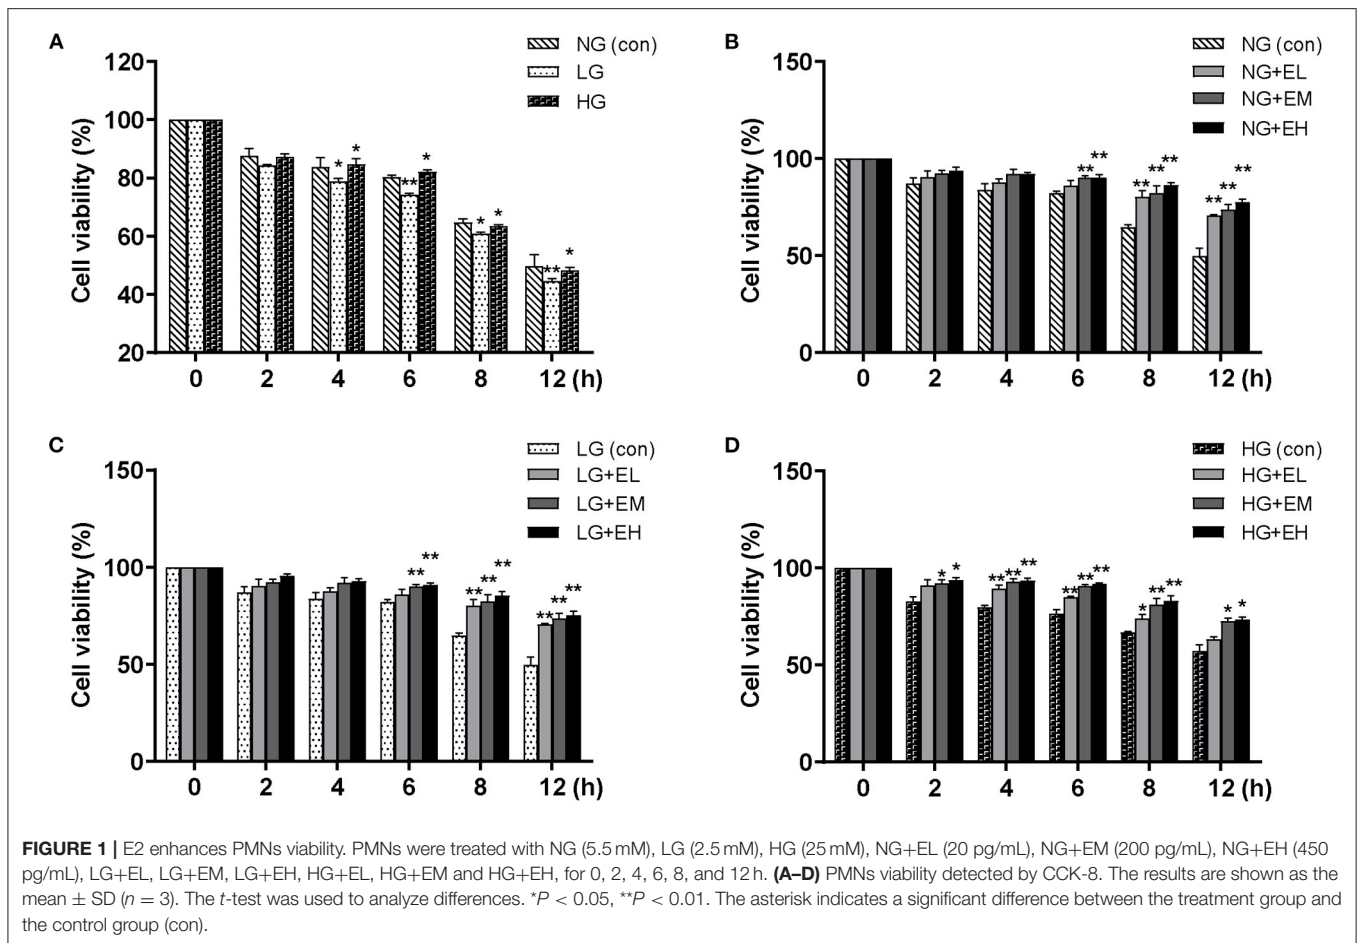 A
NG (con)
LG
HG
Cell viability (%)
120
100
80
60
40
20
* * ** * * * ** *
0 2 4 6 8 12 (h)
B
NG (con)
NG+EL
NG+EM
NG+EH
Cell viability (%)
150
100
50
0
** ** ** ** ** ** ** **
0 2 4 6 8 12 (h)
C
LG (con)
LG+EL
LG+EM
LG+EH
Cell viability (%)
150
100
50
0
** ** ** ** ** ** ** **
0 2 4 6 8 12 (h)
D
HG (con)
HG+EL
HG+EM
HG+EH
Cell viability (%)
150
100
50
0
* * ** ** ** ** ** ** * ** ** * *
0 2 4 6 8 12 (h)
FIGURE 1 | E2 enhances PMNs viability. PMNs were treated with NG (5.5 mM), LG (2.5 mM), HG (25 mM), NG+EL (20 pg/mL), NG+EM (200 pg/mL), NG+EH (450
pg/mL), LG+EL, LG+EM, LG+EH, HG+EL, HG+EM and HG+EH, for 0, 2, 4, 6, 8, and 12 h. (A–D) PMNs viability detected by CCK-8. The results are shown as the
mean ± SD (n = 3). The t-test was used to analyze differences. *P < 0.05, **P < 0.01. The asterisk indicates a significant difference between the treatment group and
the control group (con).